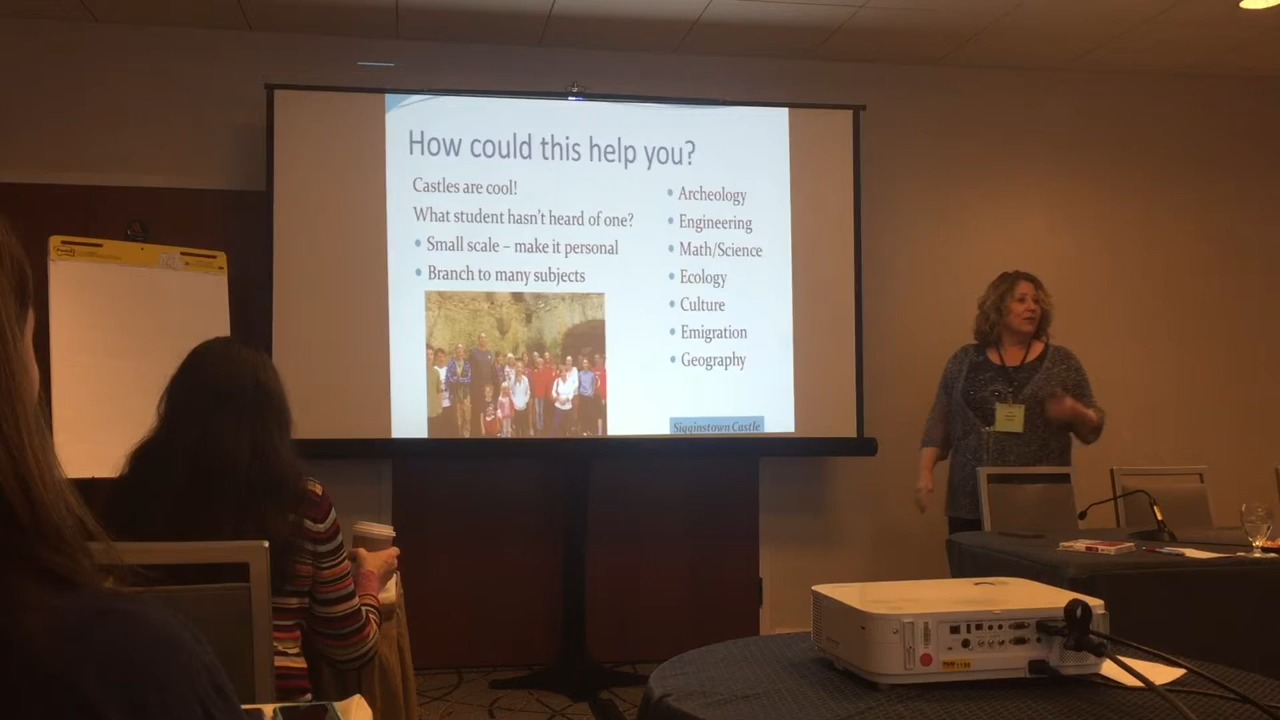 How could this help you?
Castles are cool!
What student hasn't heard of one?
• Small scale – make it personal
• Branch to many subjects
• Archeology
• Engineering
• Math/Science
• Ecology
• Culture
• Emigration
• Geography
Sigginstown Castle